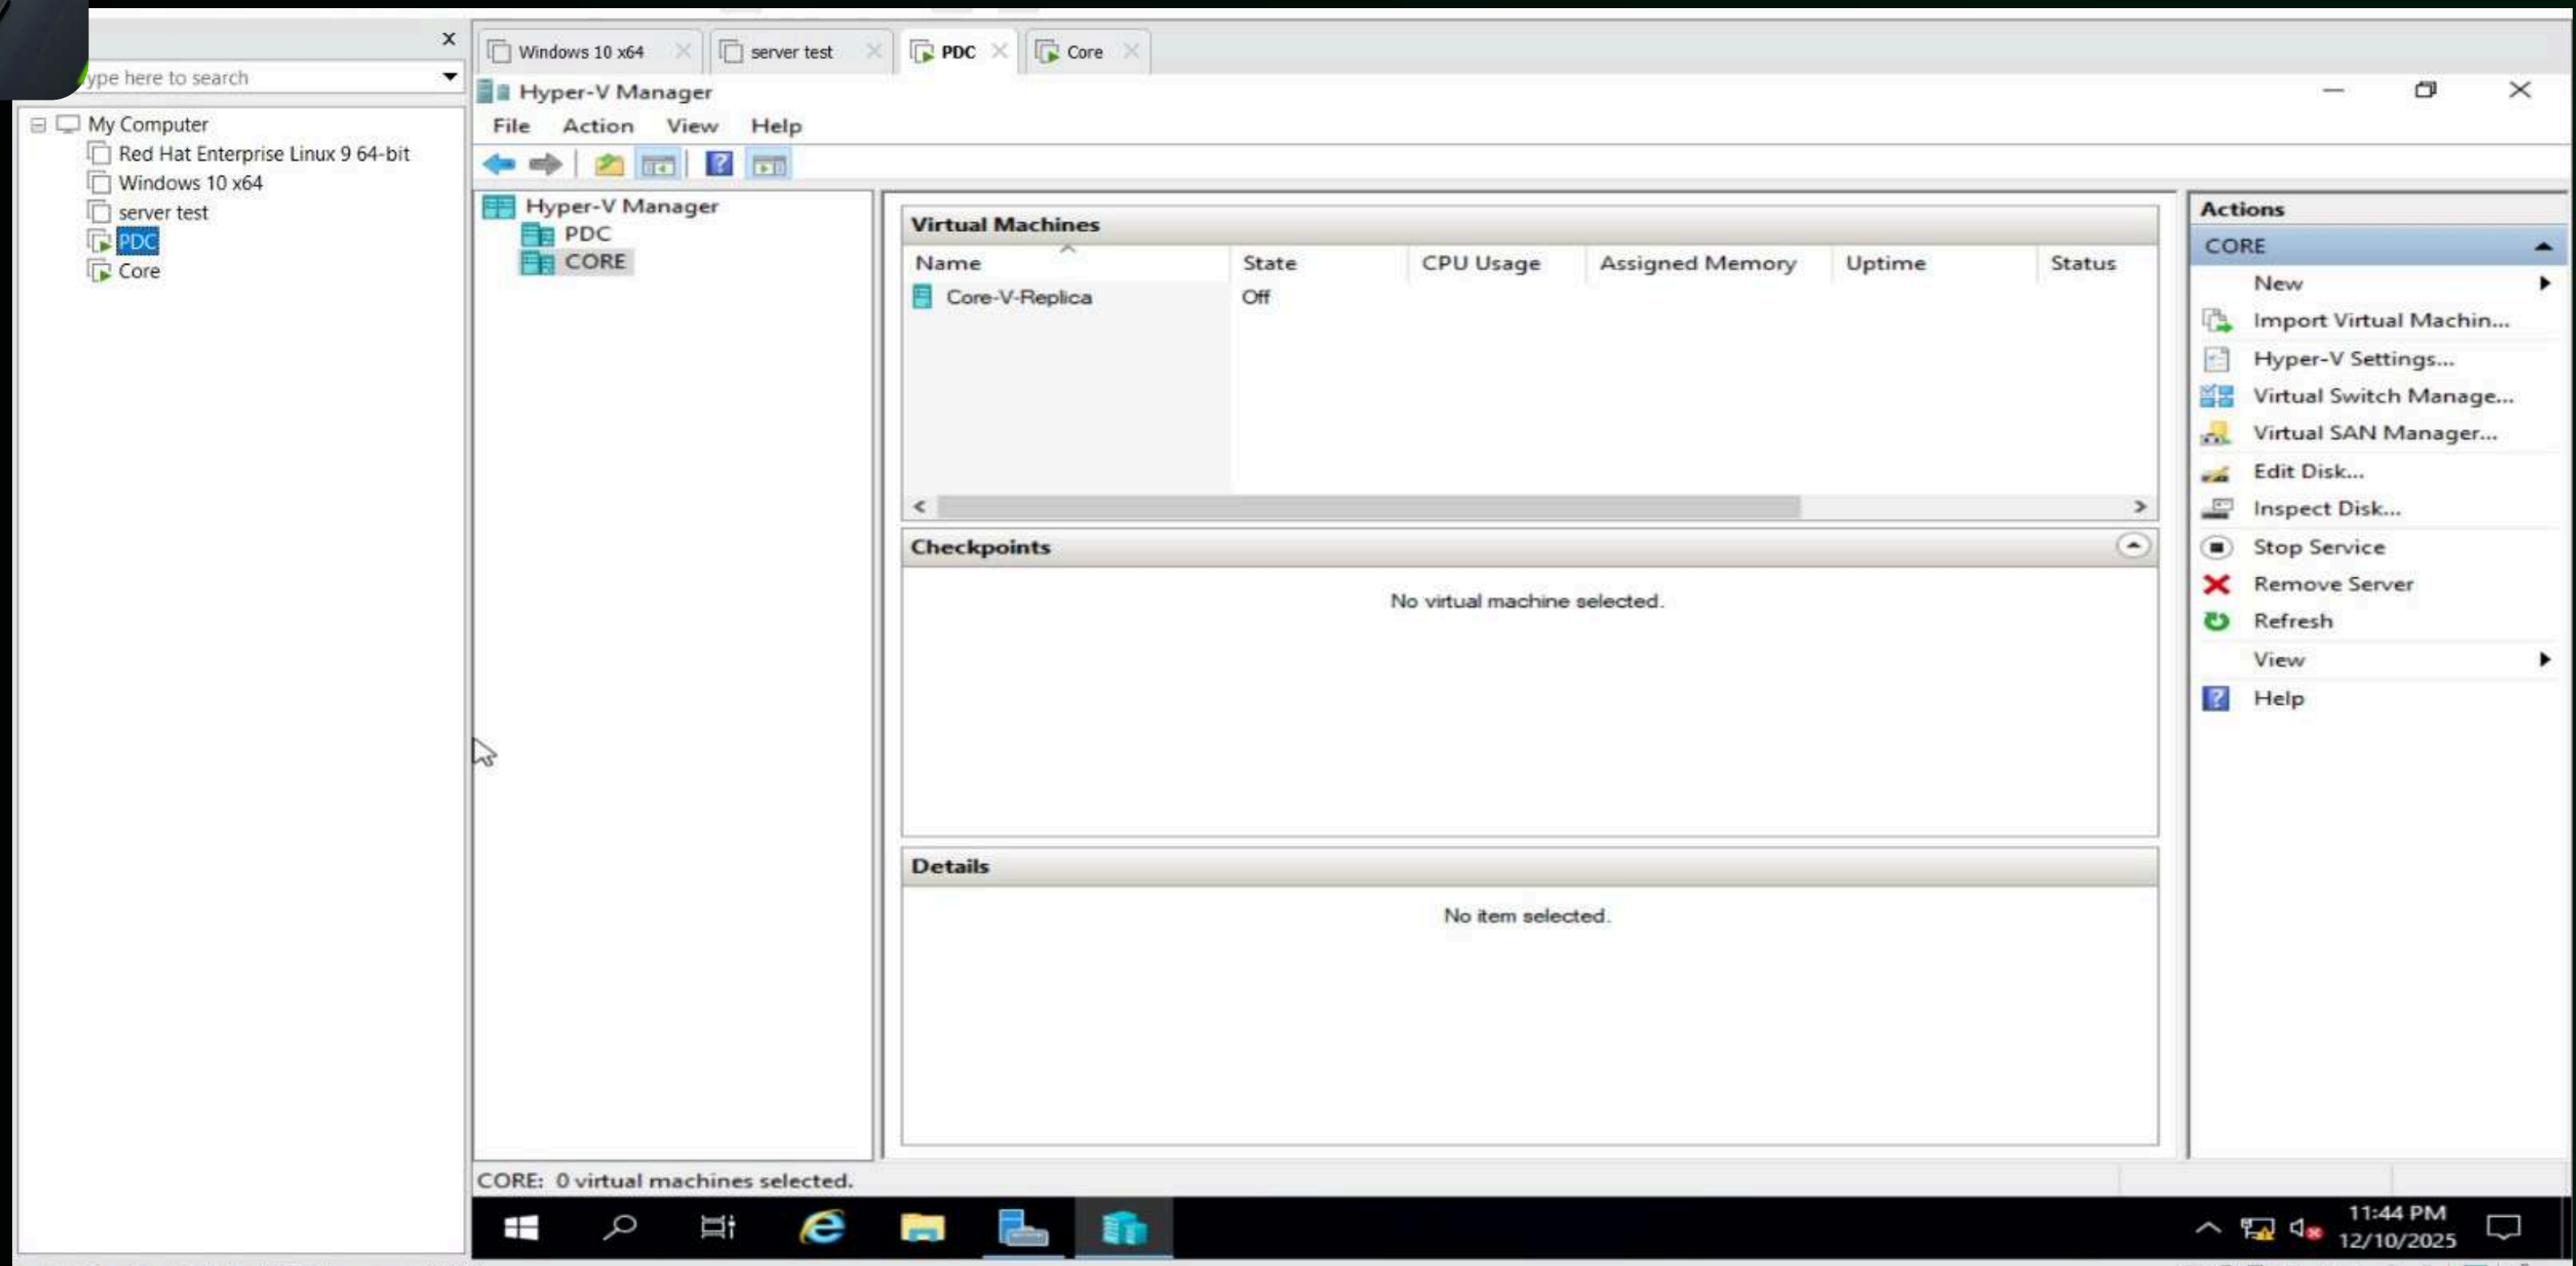 ype here to search
My Computer
Red Hat Enterprise Linux 9 64-bit
Windows 10 x64
server test
PDC
Core
Windows 10 x64
server test
PDC
Core
Hyper-V Manager
File Action View Help
Hyper-V Manager
PDC
CORE
Virtual Machines
Name State CPU Usage Assigned Memory Uptime Status
Core-V-Replica Off
Checkpoints
No virtual machine selected.
Details
No item selected.
Actions
CORE
New
Import Virtual Machin...
Hyper-V Settings...
Virtual Switch Manage...
Virtual SAN Manager...
Edit Disk...
Inspect Disk...
Stop Service
Remove Server
Refresh
View
Help
CORE: 0 virtual machines selected.
11:44 PM
12/10/2025